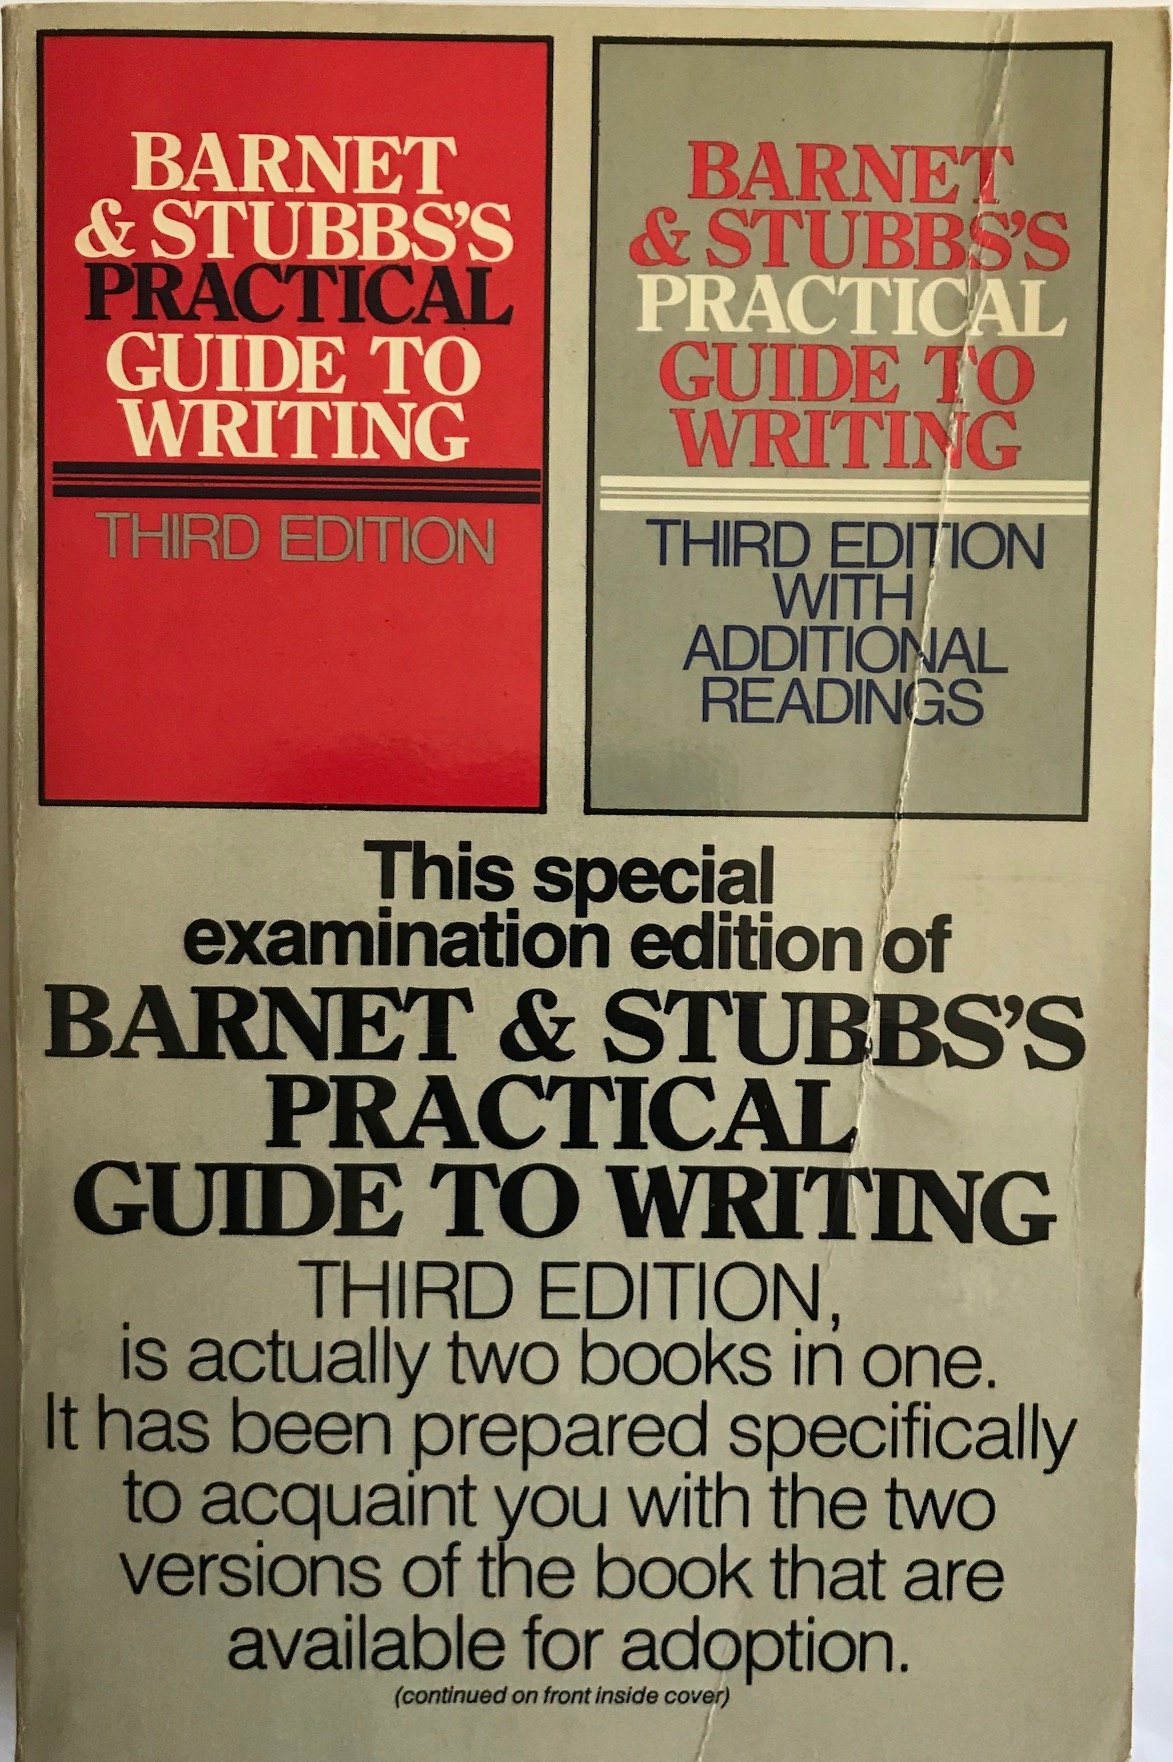 BARNET
& STUBBS'S
PRACTICAL
GUIDE TO
WRITING
THIRD EDITION
BARNET
& STUBBS'S
PRACTICAL
GUIDE TO
WRITING
THIRD EDITION
WITH
ADDITIONAL
READINGS
This special
examination edition of
BARNET & STUBBS'S
PRACTICAL
GUIDE TO WRITING
THIRD EDITION,
is actually two books in one.
It has been prepared specifically
to acquaint you with the two
versions of the book that are
available for adoption.
(continued on front inside cover)